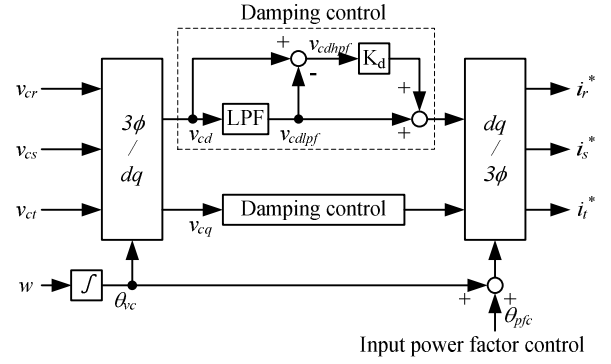 Damping control
+
v_cdhpf
K_d
-
+
v_cr
v_cs
v_ct
3ϕ
/
dq
v_cd
LPF
v_cdlpf
+
dq
/
3ϕ
i_r*
i_s*
i_t*
v_cq
Damping control
w
∫
θ_vc
+
+
θ_pfc
Input power factor control